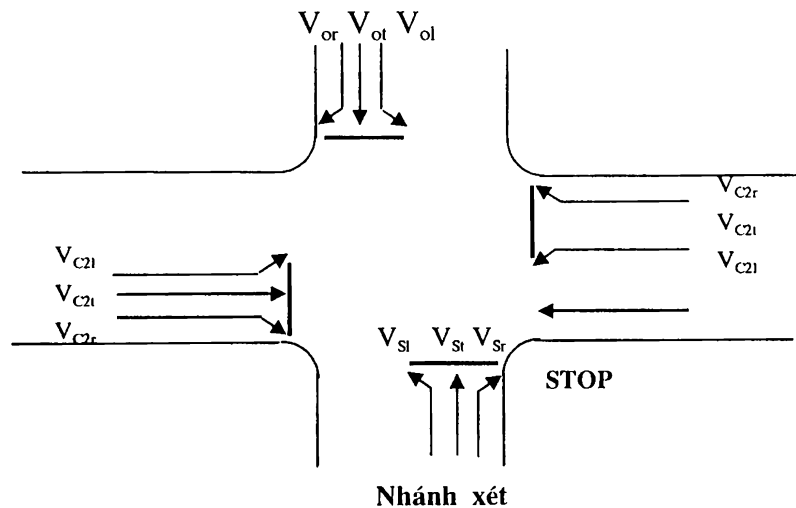 V_or V_ot V_ol
V_C2r
V_C2t
V_C2l
V_C2l
V_C2t
V_C2r
V_Sl V_St V_Sr
STOP
Nhánh xét